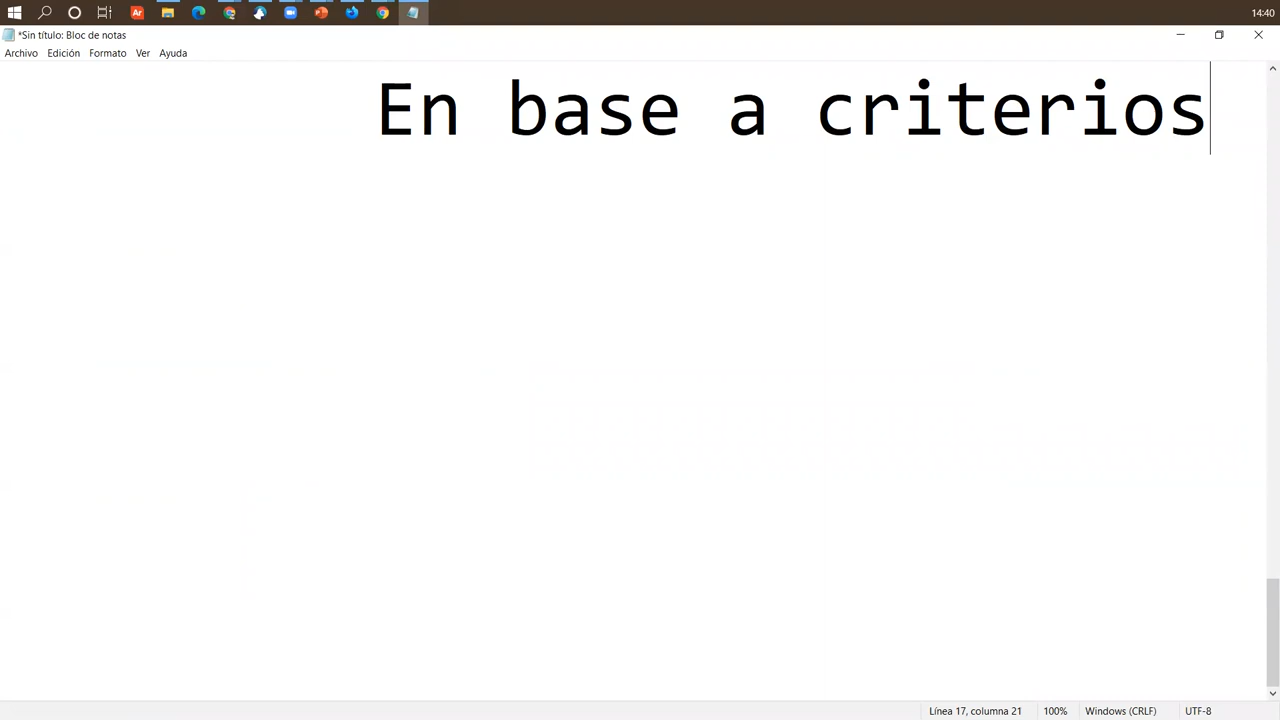 Ar
14:40
*Sin título: Bloc de notas
Archivo Edición Formato Ver Ayuda
En base a criterios
Línea 17, columna 21 100% Windows (CRLF) UTF-8